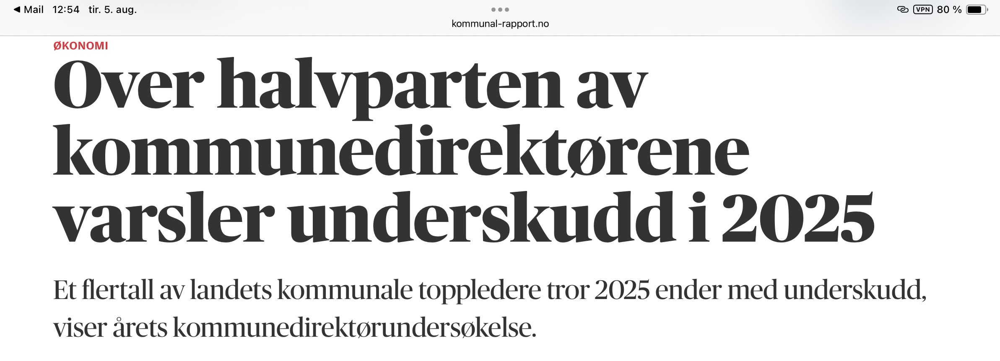 Mail 12:54 tir. 5. aug.
VPN 80 %
kommunal-rapport.no
ØKONOMI
Over halvparten av
kommunedirektørene
varsler underskudd i 2025
Et flertall av landets kommunale toppledere tror 2025 ender med underskudd,
viser årets kommunedirektørundersøkelse.